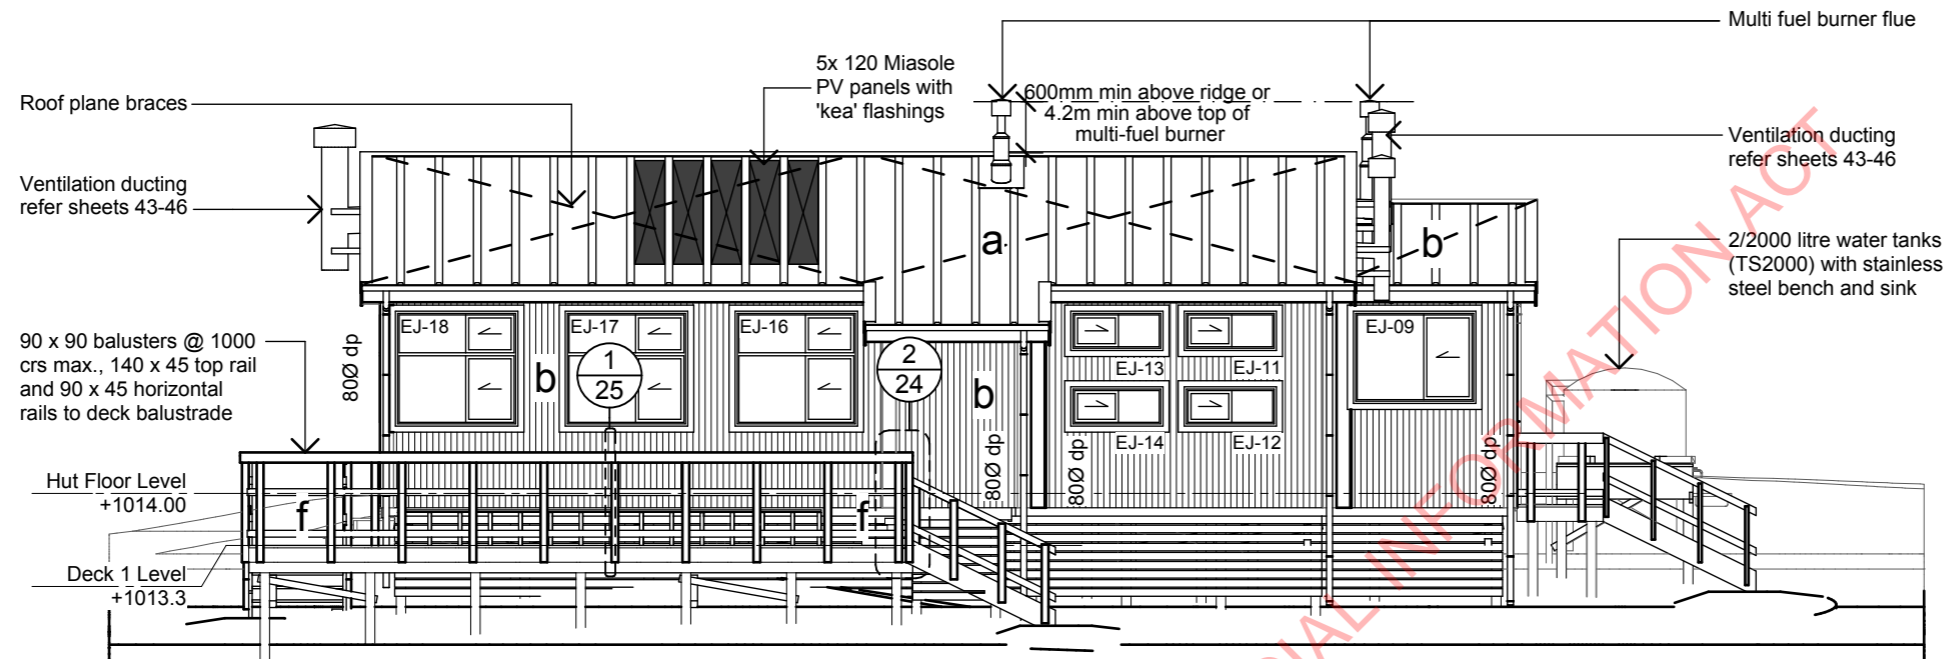 Multi fuel burner flue
5x 120 Miasole
PV panels with
'kea' flashings
600mm min above ridge or
4.2m min above top of
multi-fuel burner
Roof plane braces
Ventilation ducting
refer sheets 43-46
Ventilation ducting
refer sheets 43-46
a
b
2/2000 litre water tanks
(TS2000) with stainless
steel bench and sink
90 x 90 balusters @ 1000
crs max., 140 x 45 top rail
and 90 x 45 horizontal
rails to deck balustrade
80Ø dp
EJ-18
EJ-17
EJ-16
b
1
25
2
24
b
EJ-13
EJ-11
EJ-14
EJ-12
EJ-09
80Ø dp
80Ø dp
80Ø dp
Hut Floor Level
+1014.00
f
f
Deck 1 Level
+1013.3
IAL INFORMATION ACT